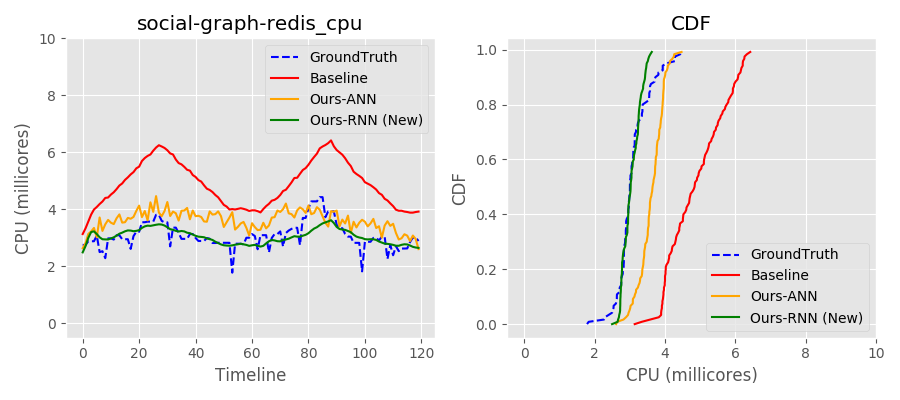 social-graph-redis_cpu
CPU (millicores)
10
8
6
4
2
0
GroundTruth
Baseline
Ours-ANN
Ours-RNN (New)
0 20 40 60 80 100 120
Timeline
CDF
CDF
1.0
0.8
0.6
0.4
0.2
0.0
GroundTruth
Baseline
Ours-ANN
Ours-RNN (New)
0 2 4 6 8 10
CPU (millicores)